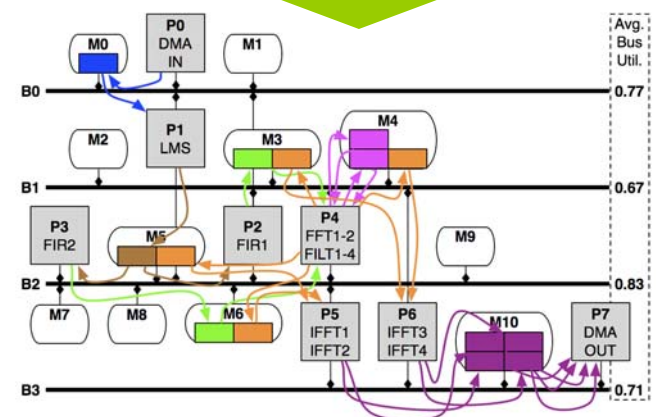 P0
DMA
IN
M0
M1
Avg.
Bus
Util.
B0
0.77
P1
LMS
M2
M3
M4
B1
0.67
P3
FIR2
M5
P2
FIR1
P4
FFT1-2
FILT1-4
M9
B2
0.83
M7
M8
M6
P5
IFFT1
IFFT2
P6
IFFT3
IFFT4
M10
P7
DMA
OUT
B3
0.71